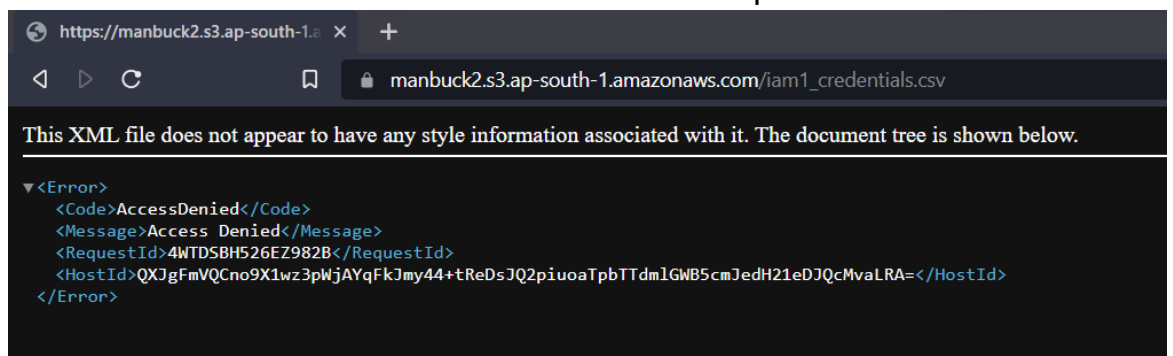 https://manbuck2.s3.ap-south-1.a
manbuck2.s3.ap-south-1.amazonaws.com/iam1_credentials.csv
This XML file does not appear to have any style information associated with it. The document tree is shown below.
▼<Error>
<Code>AccessDenied</Code>
<Message>Access Denied</Message>
<RequestId>4WTDSBH526EZ982B</RequestId>
<HostId>QXJgFmVQCno9X1wz3pWjAYqFkJmy44+tReDsJQ2piuoaTpbTTdmlGWB5cmJedH21eDJQcMvaLRA=</HostId>
</Error>